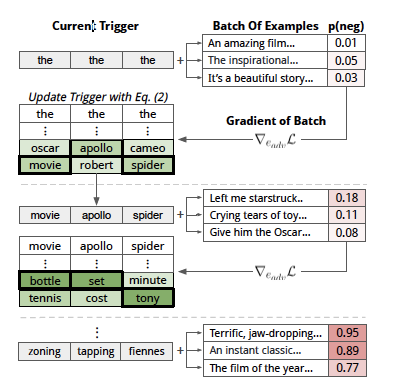 Current Trigger
Batch Of Examples p(neg)
the the the + An amazing film... 0.01
The inspirational... 0.05
It's a beautiful story... 0.03
Update Trigger with Eq. (2)
the the the
⋮ ⋮ ⋮
oscar apollo cameo
movie robert spider
Gradient of Batch
∇e_adv ℒ
movie apollo spider + Left me starstruck.. 0.18
Crying tears of toy... 0.11
Give him the Oscar... 0.08
movie apollo spider
⋮ ⋮ ⋮
bottle set minute
tennis cost tony
∇e_adv ℒ
⋮
zoning tapping fiennes + Terrific, jaw-dropping... 0.95
An instant classic... 0.89
The film of the year... 0.77